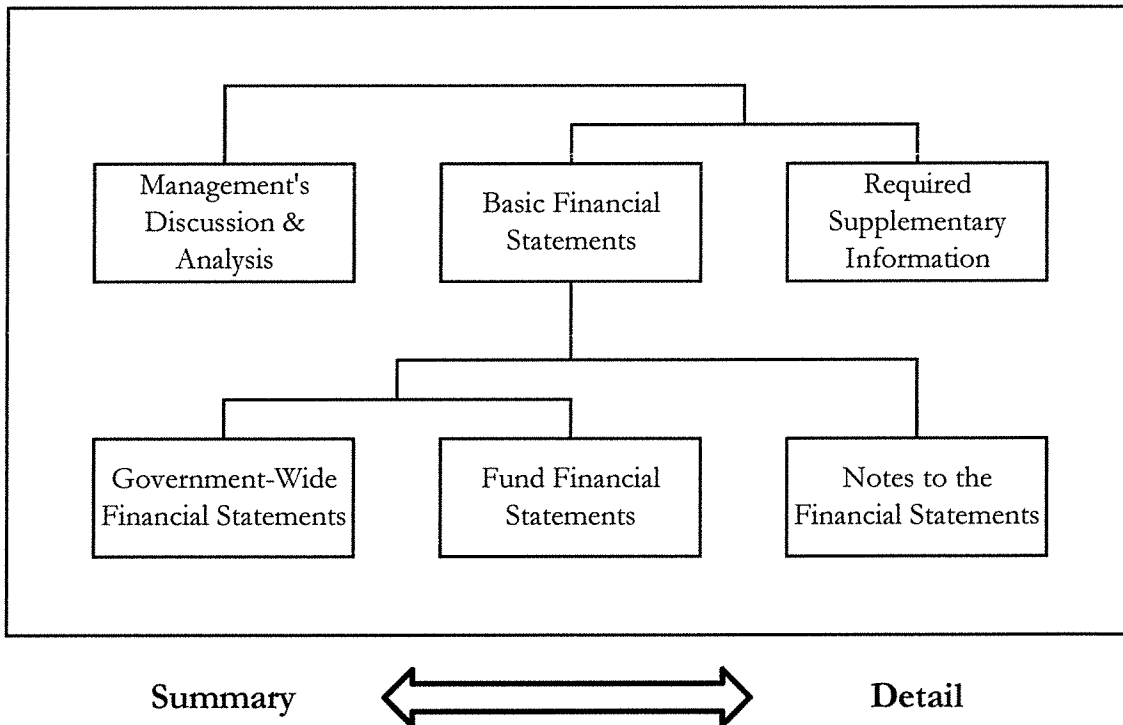 Management's
Discussion &
Analysis
Basic Financial
Statements
Required
Supplementary
Information
Government-Wide
Financial Statements
Fund Financial
Statements
Notes to the
Financial Statements
Summary
Detail